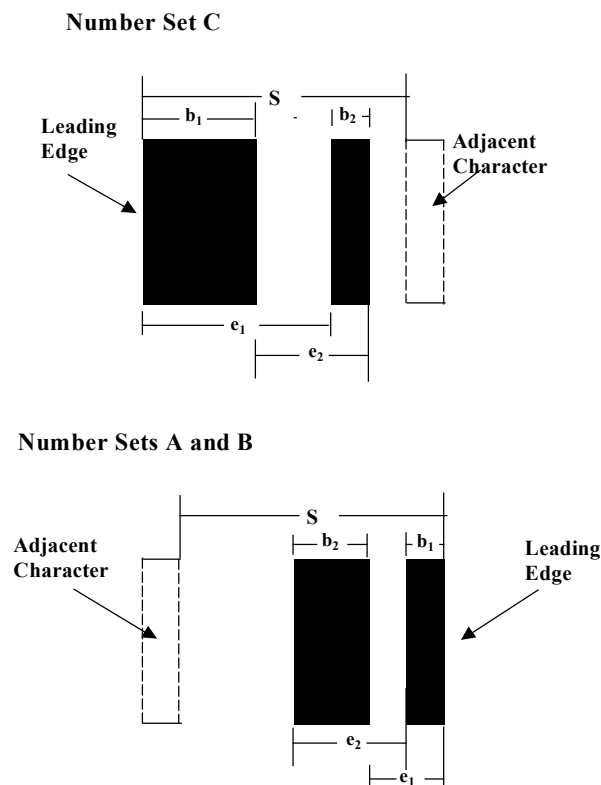 Number Set C
S
b₁ b₂
Leading
Edge
Adjacent
Character
e₁
e₂
Number Sets A and B
S
b₂ b₁
Adjacent
Character
Leading
Edge
e₂
e₁